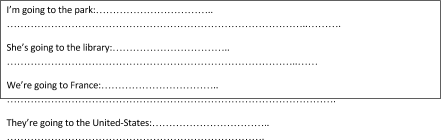 I'm going to the park:……………………………..
……………………………………………………………………………..……….
She's going to the library:……………………………..
…………………………………………………………………………..……
We're going to France:……………………………..
…………………………………………………………………………………….
They're going to the United-States:……………………………..
………………………………………………………………….